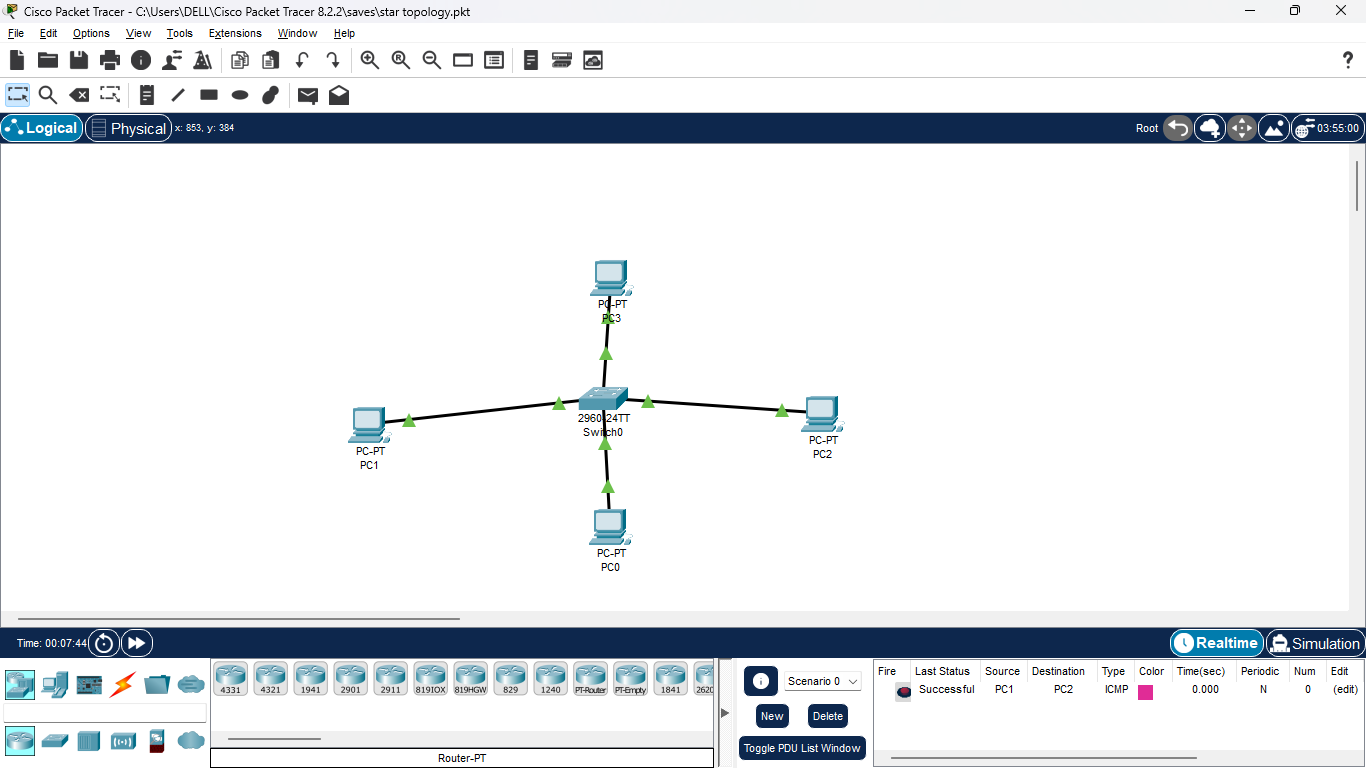 Cisco Packet Tracer - C:\Users\DELL\Cisco Packet Tracer 8.2.2\saves\star topology.pkt
File Edit Options View Tools Extensions Window Help
Logical Physical x: 853, y: 384 Root 03:55:00
PC-PT
PC3
2960-24TT
Switch0
PC-PT
PC1
PC-PT
PC2
PC-PT
PC0
Time: 00:07:44 Realtime Simulation
4331 4321 1941 2901 2911 819IOX 819HGW 829 1240 PT-Router PT-Empty 1841 2620
Router-PT
Scenario 0
New Delete
Toggle PDU List Window
Fire Last Status Source Destination Type Color Time(sec) Periodic Num Edit
Successful PC1 PC2 ICMP 0.000 N 0 (edit)